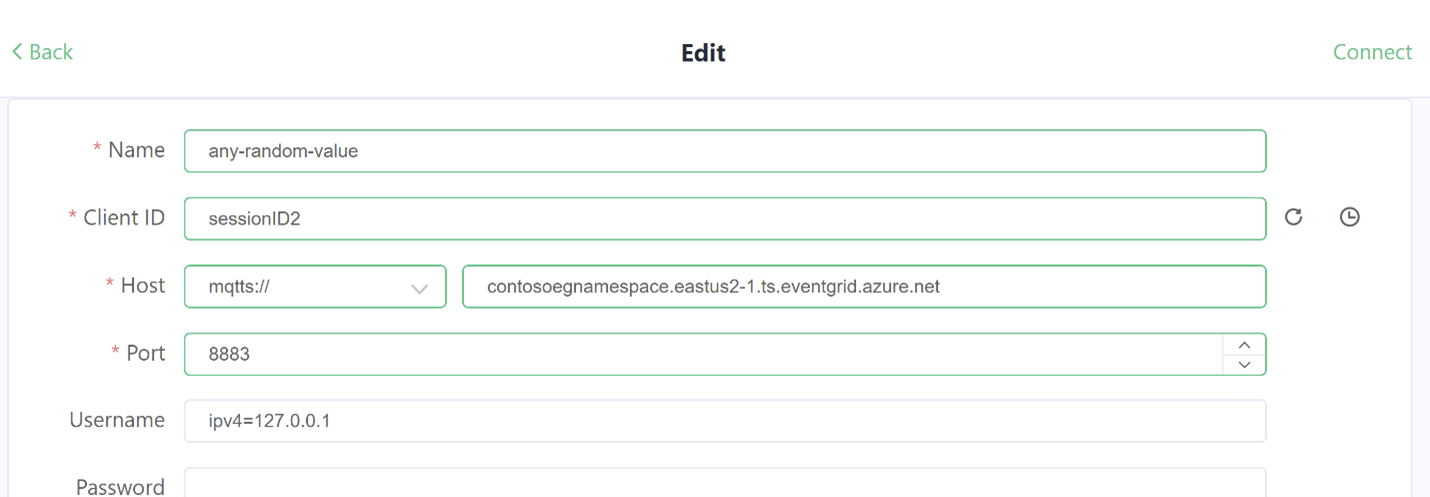 Back Edit Connect
* Name any-random-value
* Client ID sessionID2
* Host mqtts:// contosoegnamespace.eastus2-1.ts.eventgrid.azure.net
* Port 8883
Username ipv4=127.0.0.1
Password